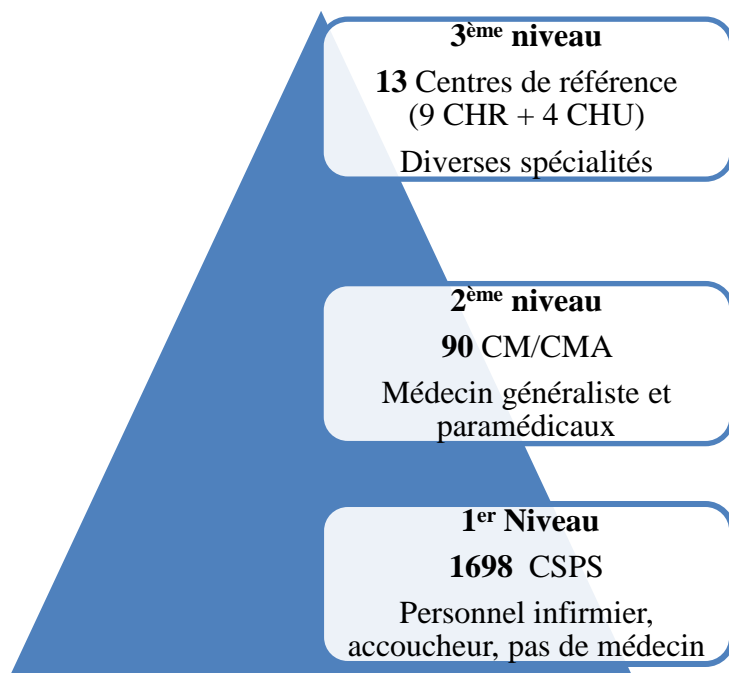 3ème niveau
13 Centres de référence
(9 CHR + 4 CHU)
Diverses spécialités
2ème niveau
90 CM/CMA
Médecin généraliste et
paramédicaux
1er Niveau
1698 CSPS
Personnel infirmier,
accoucheur, pas de médecin